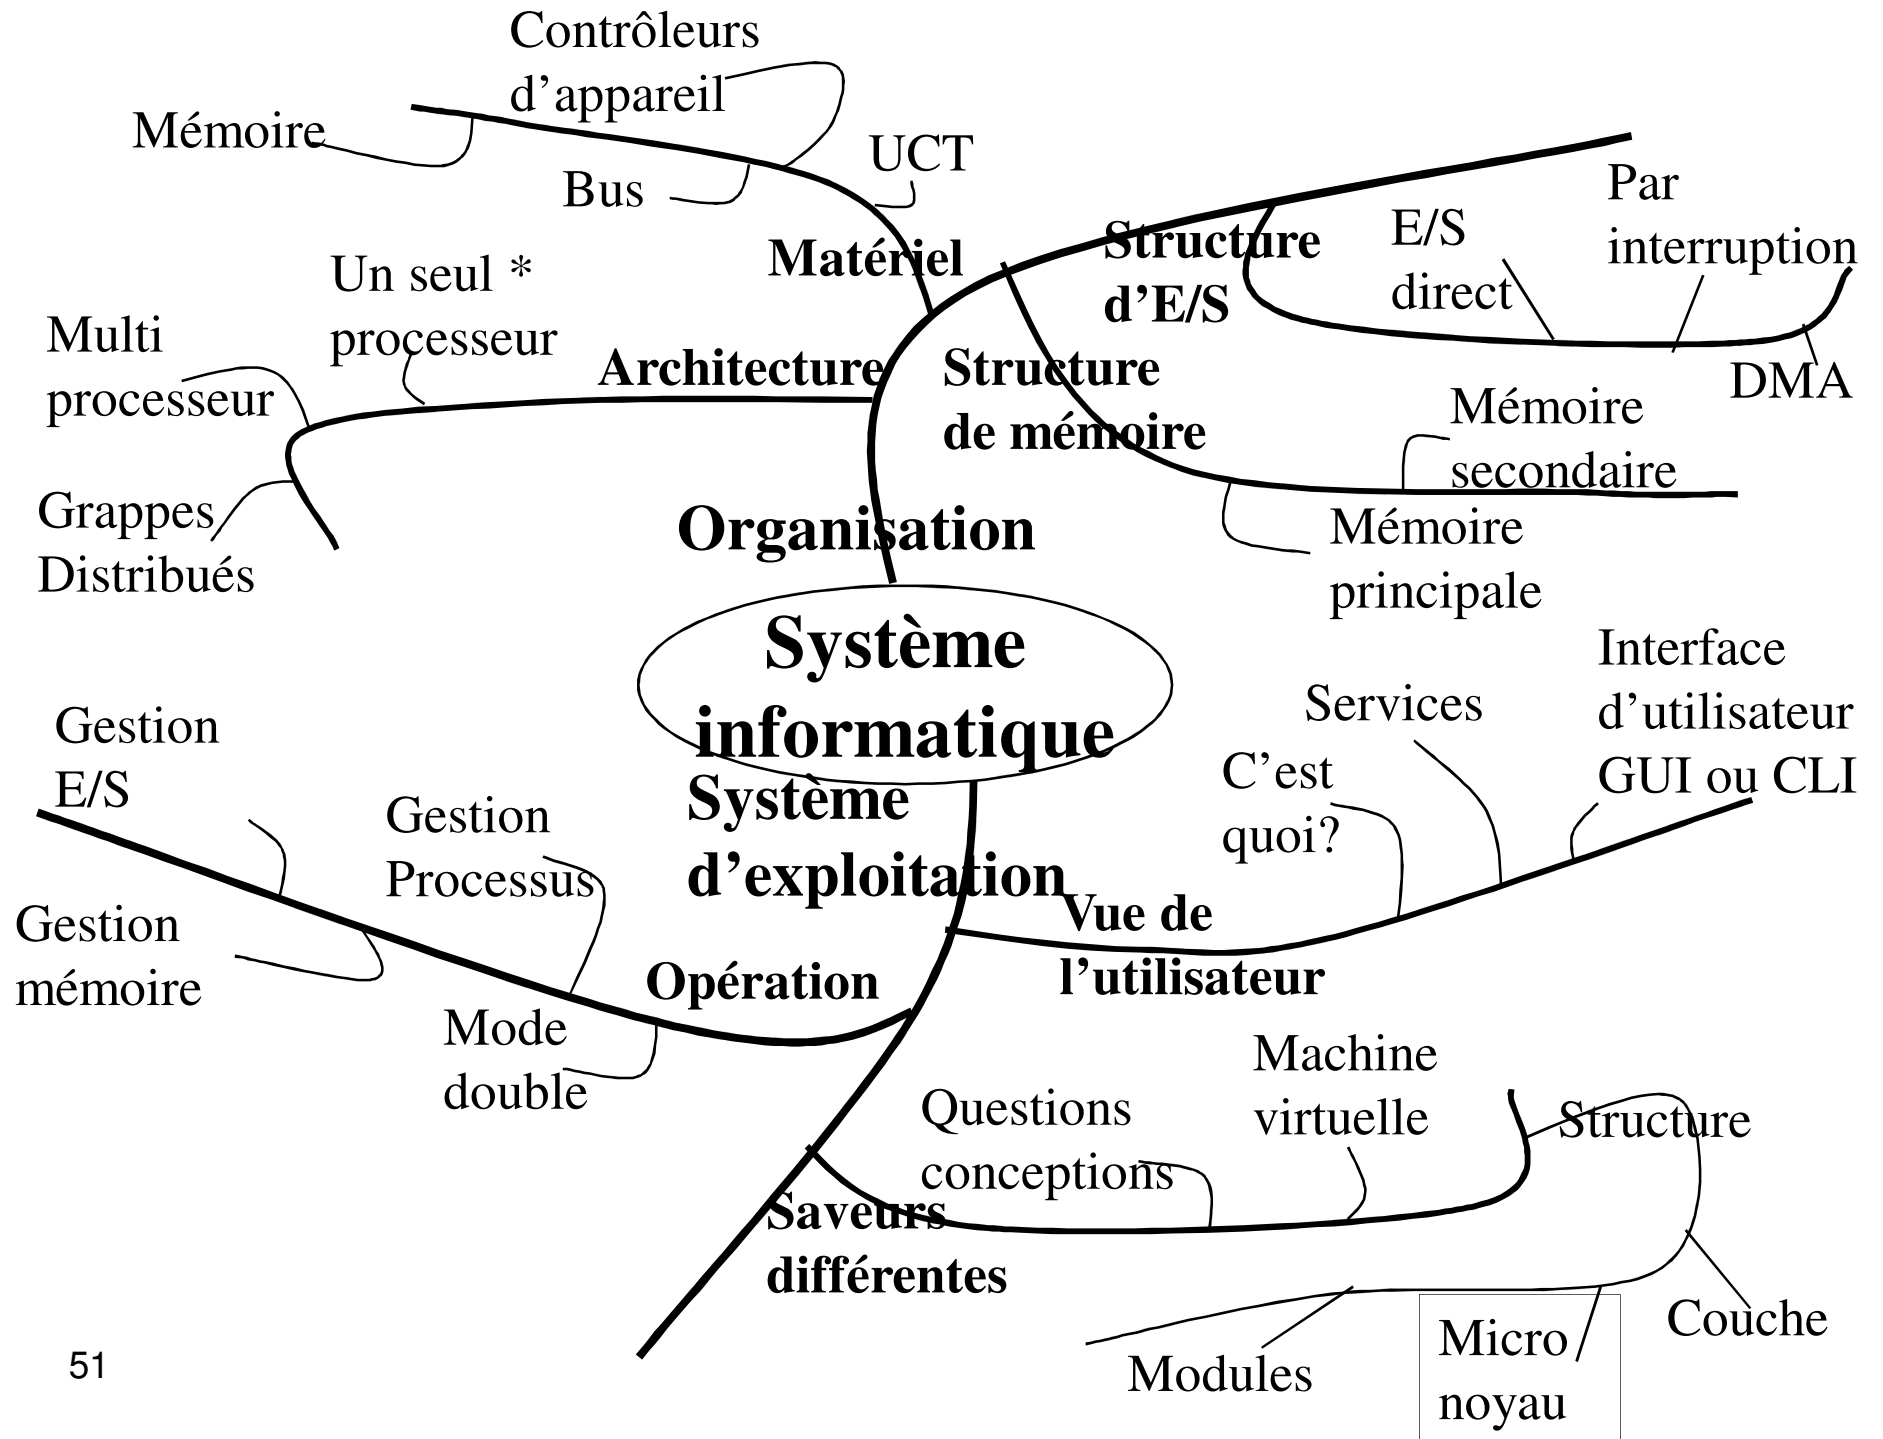 Contrôleurs
d’appareil
Mémoire
Bus
UCT
Matériel
Un seul *
processeur
Multi
processeur
Architecture
Grappes
Distribués
Structure
d’E/S
E/S
direct
Par
interruption
DMA
Structure
de mémoire
Mémoire
secondaire
Mémoire
principale
Organisation
Système
informatique
Système
d’exploitation
Gestion
E/S
Gestion
Processus
Gestion
mémoire
Mode
double
Opération
Services
C’est
quoi?
Interface
d’utilisateur
GUI ou CLI
Vue de
l’utilisateur
Questions
conceptions
Machine
virtuelle
Structure
Saveurs
différentes
Couche
Micro
noyau
Modules
51